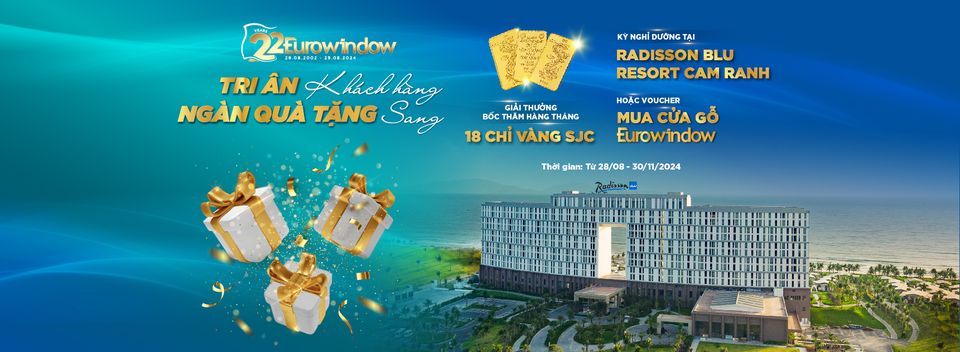 22 YEARS
Eurowindow
29.08.2002 - 29.08.2024
TRI ÂN Khách hàng
NGÀN QUÀ TẶNG Sang
GIẢI THƯỞNG
BỐC THĂM HÀNG THÁNG
18 CHỈ VÀNG SJC
KỲ NGHỈ DƯỠNG TẠI
RADISSON BLU
RESORT CAM RANH
HOẶC VOUCHER
MUA CỬA GỖ
Eurowindow
Thời gian: Từ 28/08 - 30/11/2024
Radisson BLU